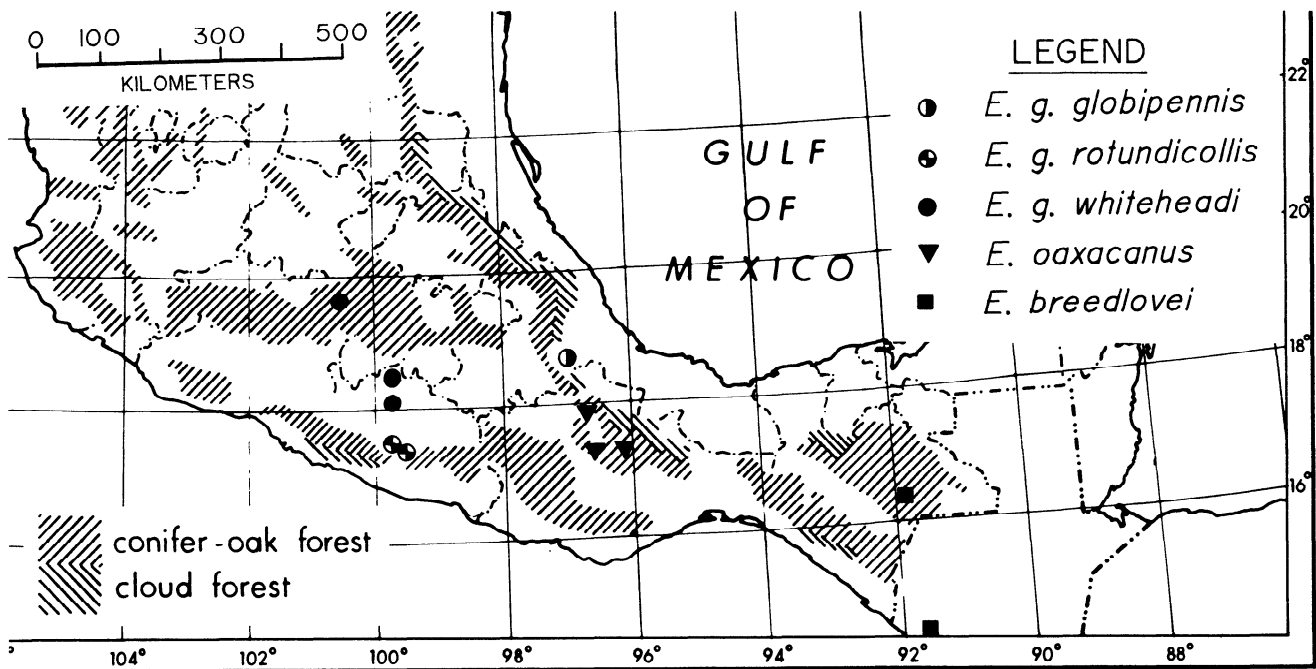 0 100 300 500
KILOMETERS
LEGEND
E. g. globipennis
E. g. rotundicollis
E. g. whiteheadi
E. oaxacanus
E. breedlovei
GULF
OF
MEXICO
22°
20°
18°
16°
conifer-oak forest
cloud forest
104° 102° 100° 98° 96° 94° 92° 90° 88°